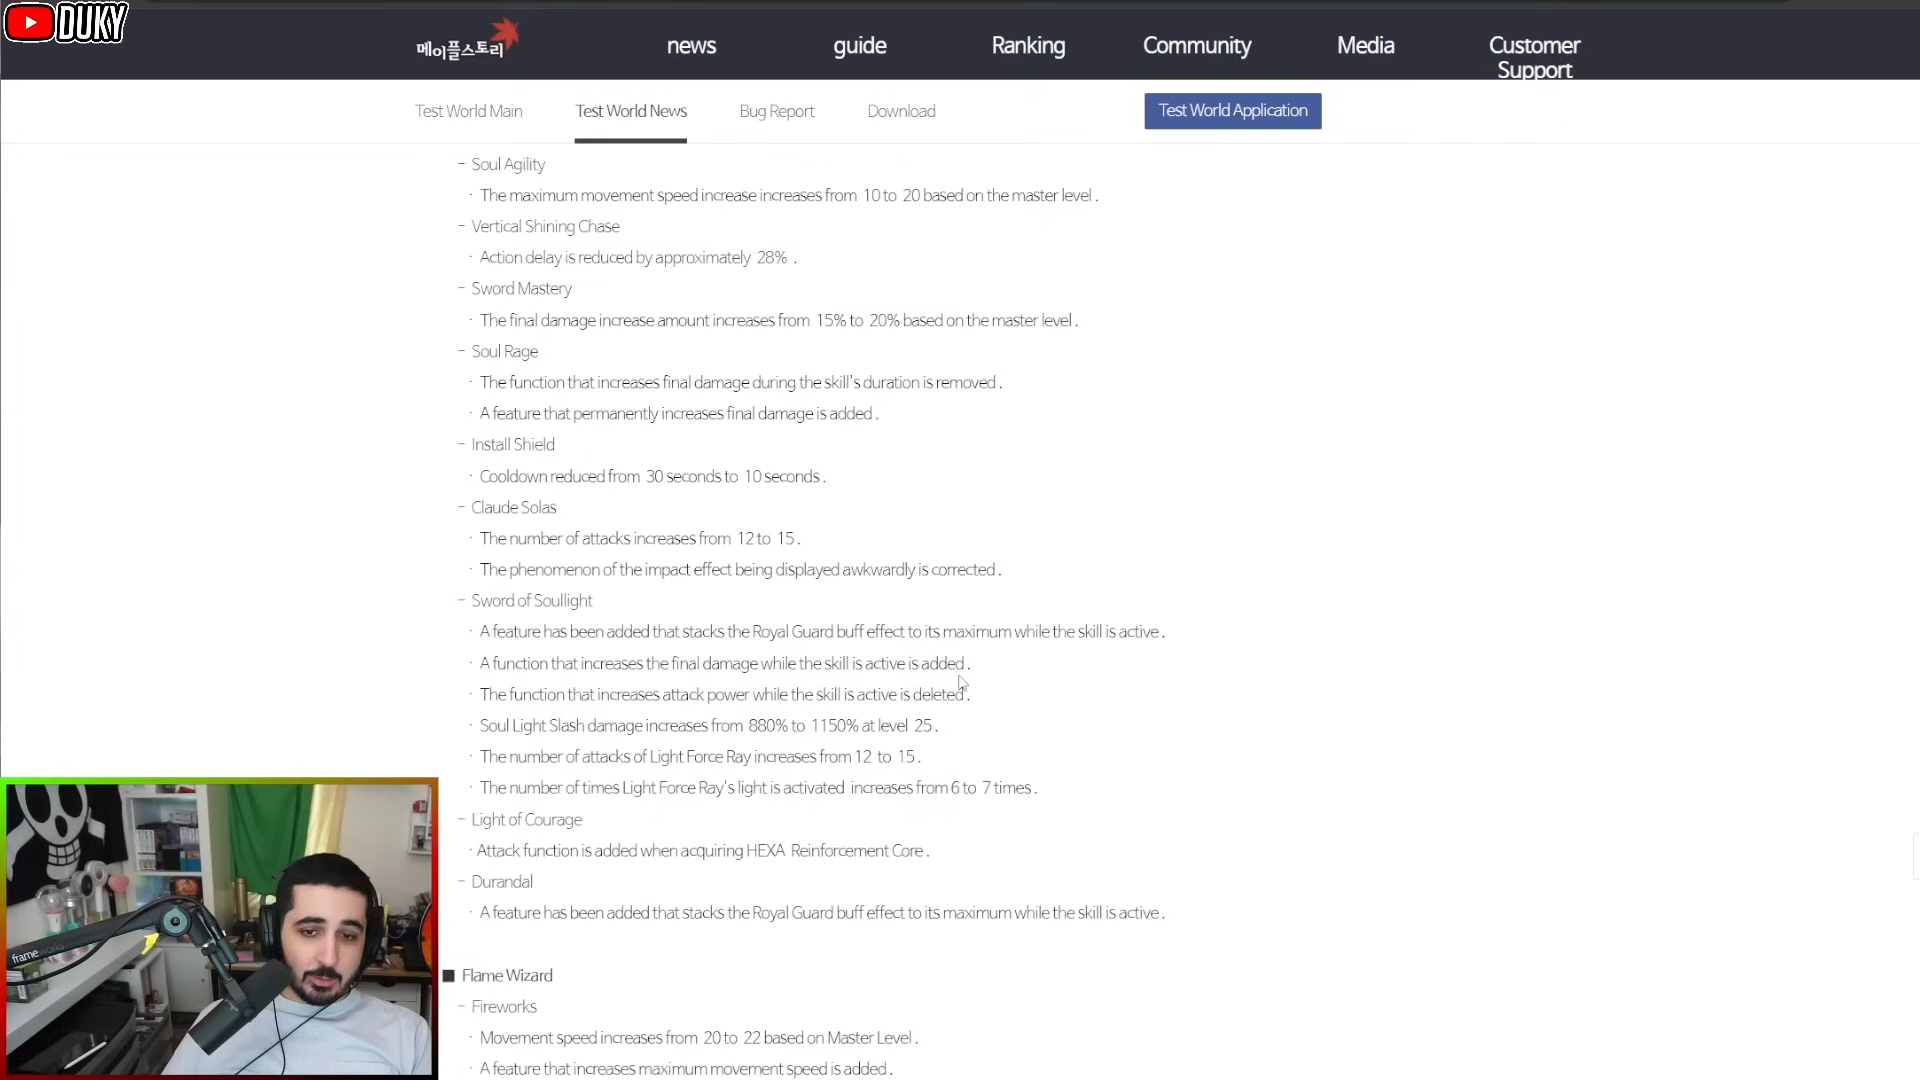 DUKY
메이플스토리
news
guide
Ranking
Community
Media
Customer
Support
Test World Main
Test World News
Bug Report
Download
Test World Application
– Soul Agility
· The maximum movement speed increase increases from 10 to 20 based on the master level .
– Vertical Shining Chase
· Action delay is reduced by approximately 28% .
– Sword Mastery
· The final damage increase amount increases from 15% to 20% based on the master level .
– Soul Rage
· The function that increases final damage during the skill's duration is removed .
· A feature that permanently increases final damage is added .
– Install Shield
· Cooldown reduced from 30 seconds to 10 seconds .
– Claude Solas
· The number of attacks increases from 12 to 15 .
· The phenomenon of the impact effect being displayed awkwardly is corrected .
– Sword of Soullight
· A feature has been added that stacks the Royal Guard buff effect to its maximum while the skill is active .
· A function that increases the final damage while the skill is active is added .
· The function that increases attack power while the skill is active is deleted .
· Soul Light Slash damage increases from 880% to 1150% at level 25 .
· The number of attacks of Light Force Ray increases from 12 to 15 .
· The number of times Light Force Ray's light is activated increases from 6 to 7 times .
– Light of Courage
· Attack function is added when acquiring HEXA Reinforcement Core .
– Durandal
· A feature has been added that stacks the Royal Guard buff effect to its maximum while the skill is active .
■ Flame Wizard
– Fireworks
· Movement speed increases from 20 to 22 based on Master Level .
· A feature that increases maximum movement speed is added .
frameworks